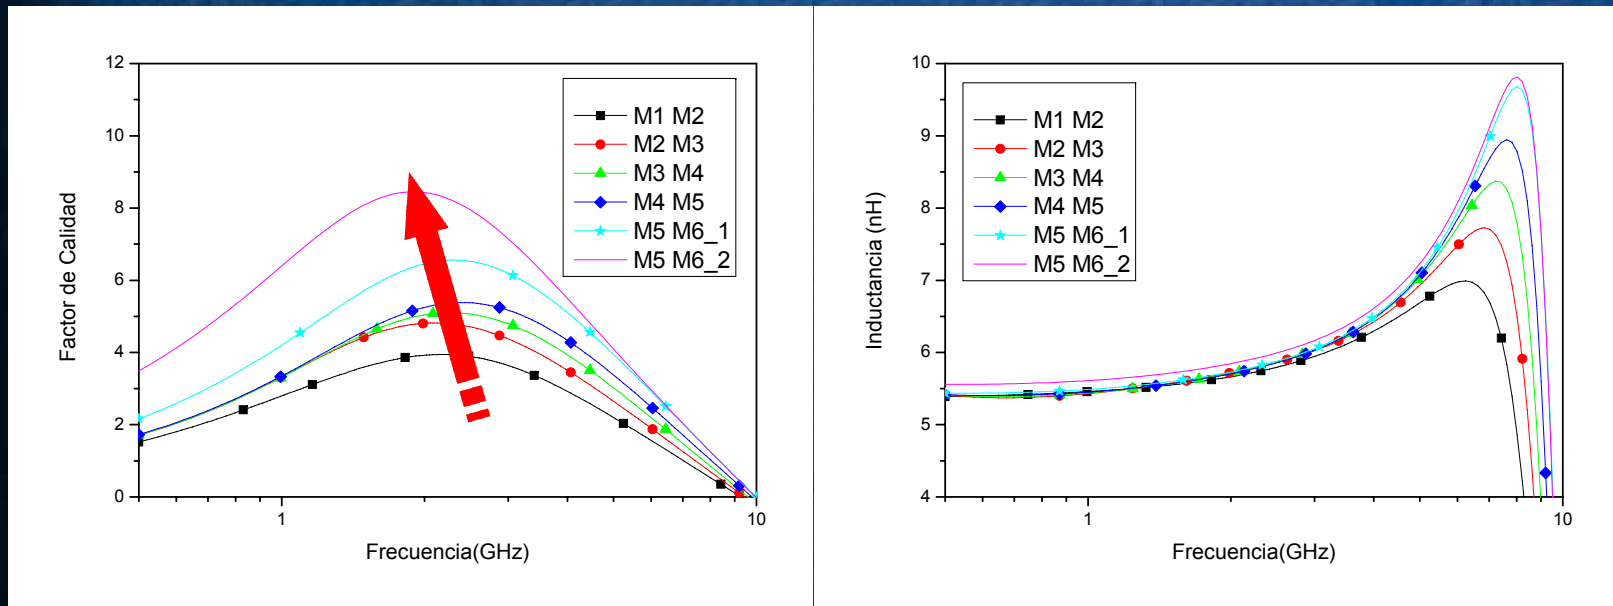 12
10
8
6
4
2
0
Factor de Calidad
M1 M2
M2 M3
M3 M4
M4 M5
M5 M6_1
M5 M6_2
1
10
Frecuencia(GHz)
10
9
8
7
6
5
4
Inductancia (nH)
M1 M2
M2 M3
M3 M4
M4 M5
M5 M6_1
M5 M6_2
1
10
Frecuencia(GHz)